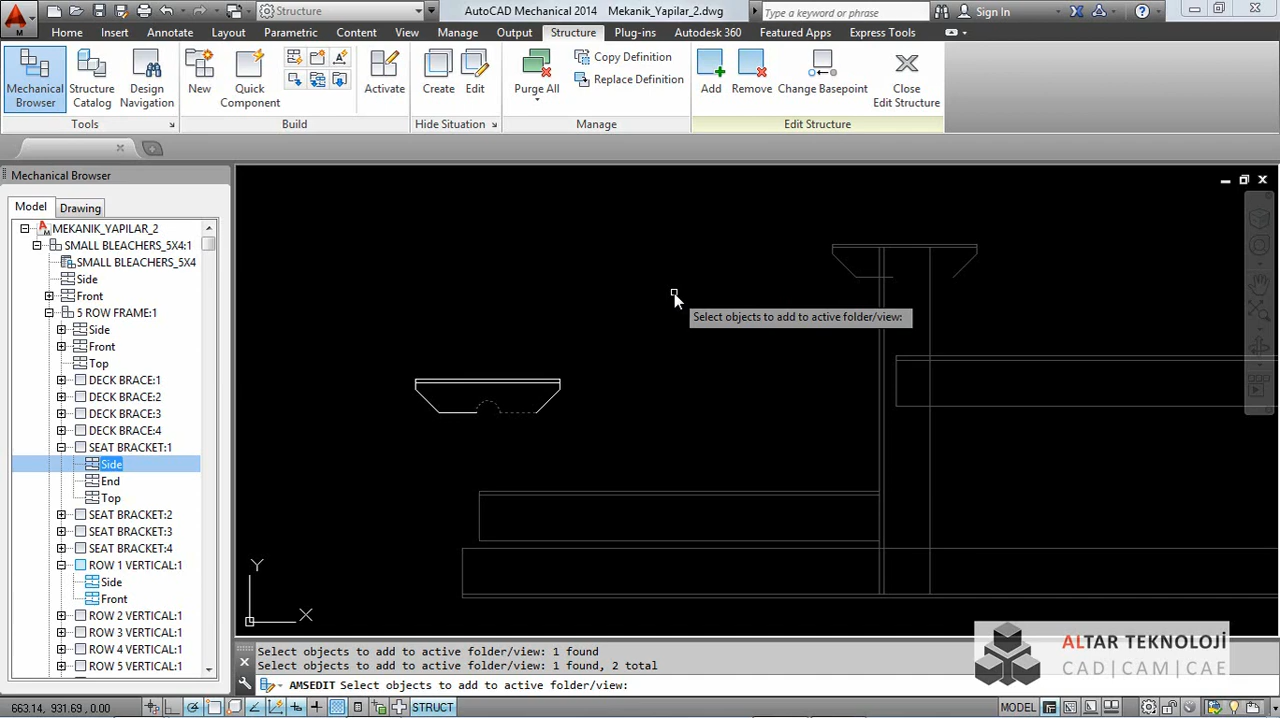 Structure
AutoCAD Mechanical 2014 Mekanik_Yapilar_2.dwg
Type a keyword or phrase
Sign In
Home
Insert
Annotate
Layout
Parametric
Content
View
Manage
Output
Structure
Plug-ins
Autodesk 360
Featured Apps
Express Tools
Mechanical
Browser
Structure
Catalog
Design
Navigation
New
Quick
Component
Activate
Create
Edit
Purge All
Copy Definition
Replace Definition
Add
Remove
Change Basepoint
Close
Edit Structure
Tools
Build
Hide Situation
Manage
Edit Structure
Mechanical Browser
Model
Drawing
MEKANIK_YAPILAR_2
SMALL BLEACHERS_5X4:1
SMALL BLEACHERS_5X4
Side
Front
5 ROW FRAME:1
Side
Front
Top
DECK BRACE:1
DECK BRACE:2
DECK BRACE:3
DECK BRACE:4
SEAT BRACKET:1
Side
End
Top
SEAT BRACKET:2
SEAT BRACKET:3
SEAT BRACKET:4
ROW 1 VERTICAL:1
Side
Front
ROW 2 VERTICAL:1
ROW 3 VERTICAL:1
ROW 4 VERTICAL:1
ROW 5 VERTICAL:1
Select objects to add to active folder/view:
Y
X
ALTAR TEKNOLOJİ
CAD|CAM|CAE
Select objects to add to active folder/view: 1 found
Select objects to add to active folder/view: 1 found, 2 total
AMSEDIT Select objects to add to active folder/view:
663.14, 931.69, 0.00
STRUCT
MODEL